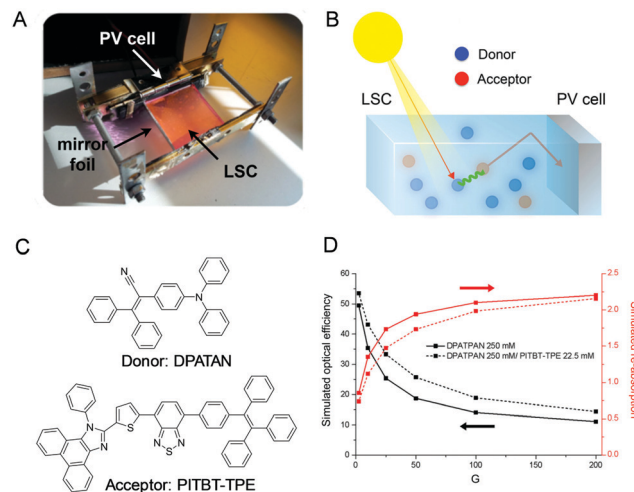 A
PV cell
mirror
foil
LSC
B
Donor
Acceptor
LSC
PV cell
C
N
N
Donor: DPATAN
N
N
S
N
N
S
Acceptor: PITBT-TPE
D
Simulated optical efficiency
60
50
40
30
20
10
0
DPATPAN 250 mM
DPATPAN 250 mM/ PITBT-TPE 22.5 mM
2.5
2.0
1.5
1.0
0.5
0.0
0
50
100
150
200
G